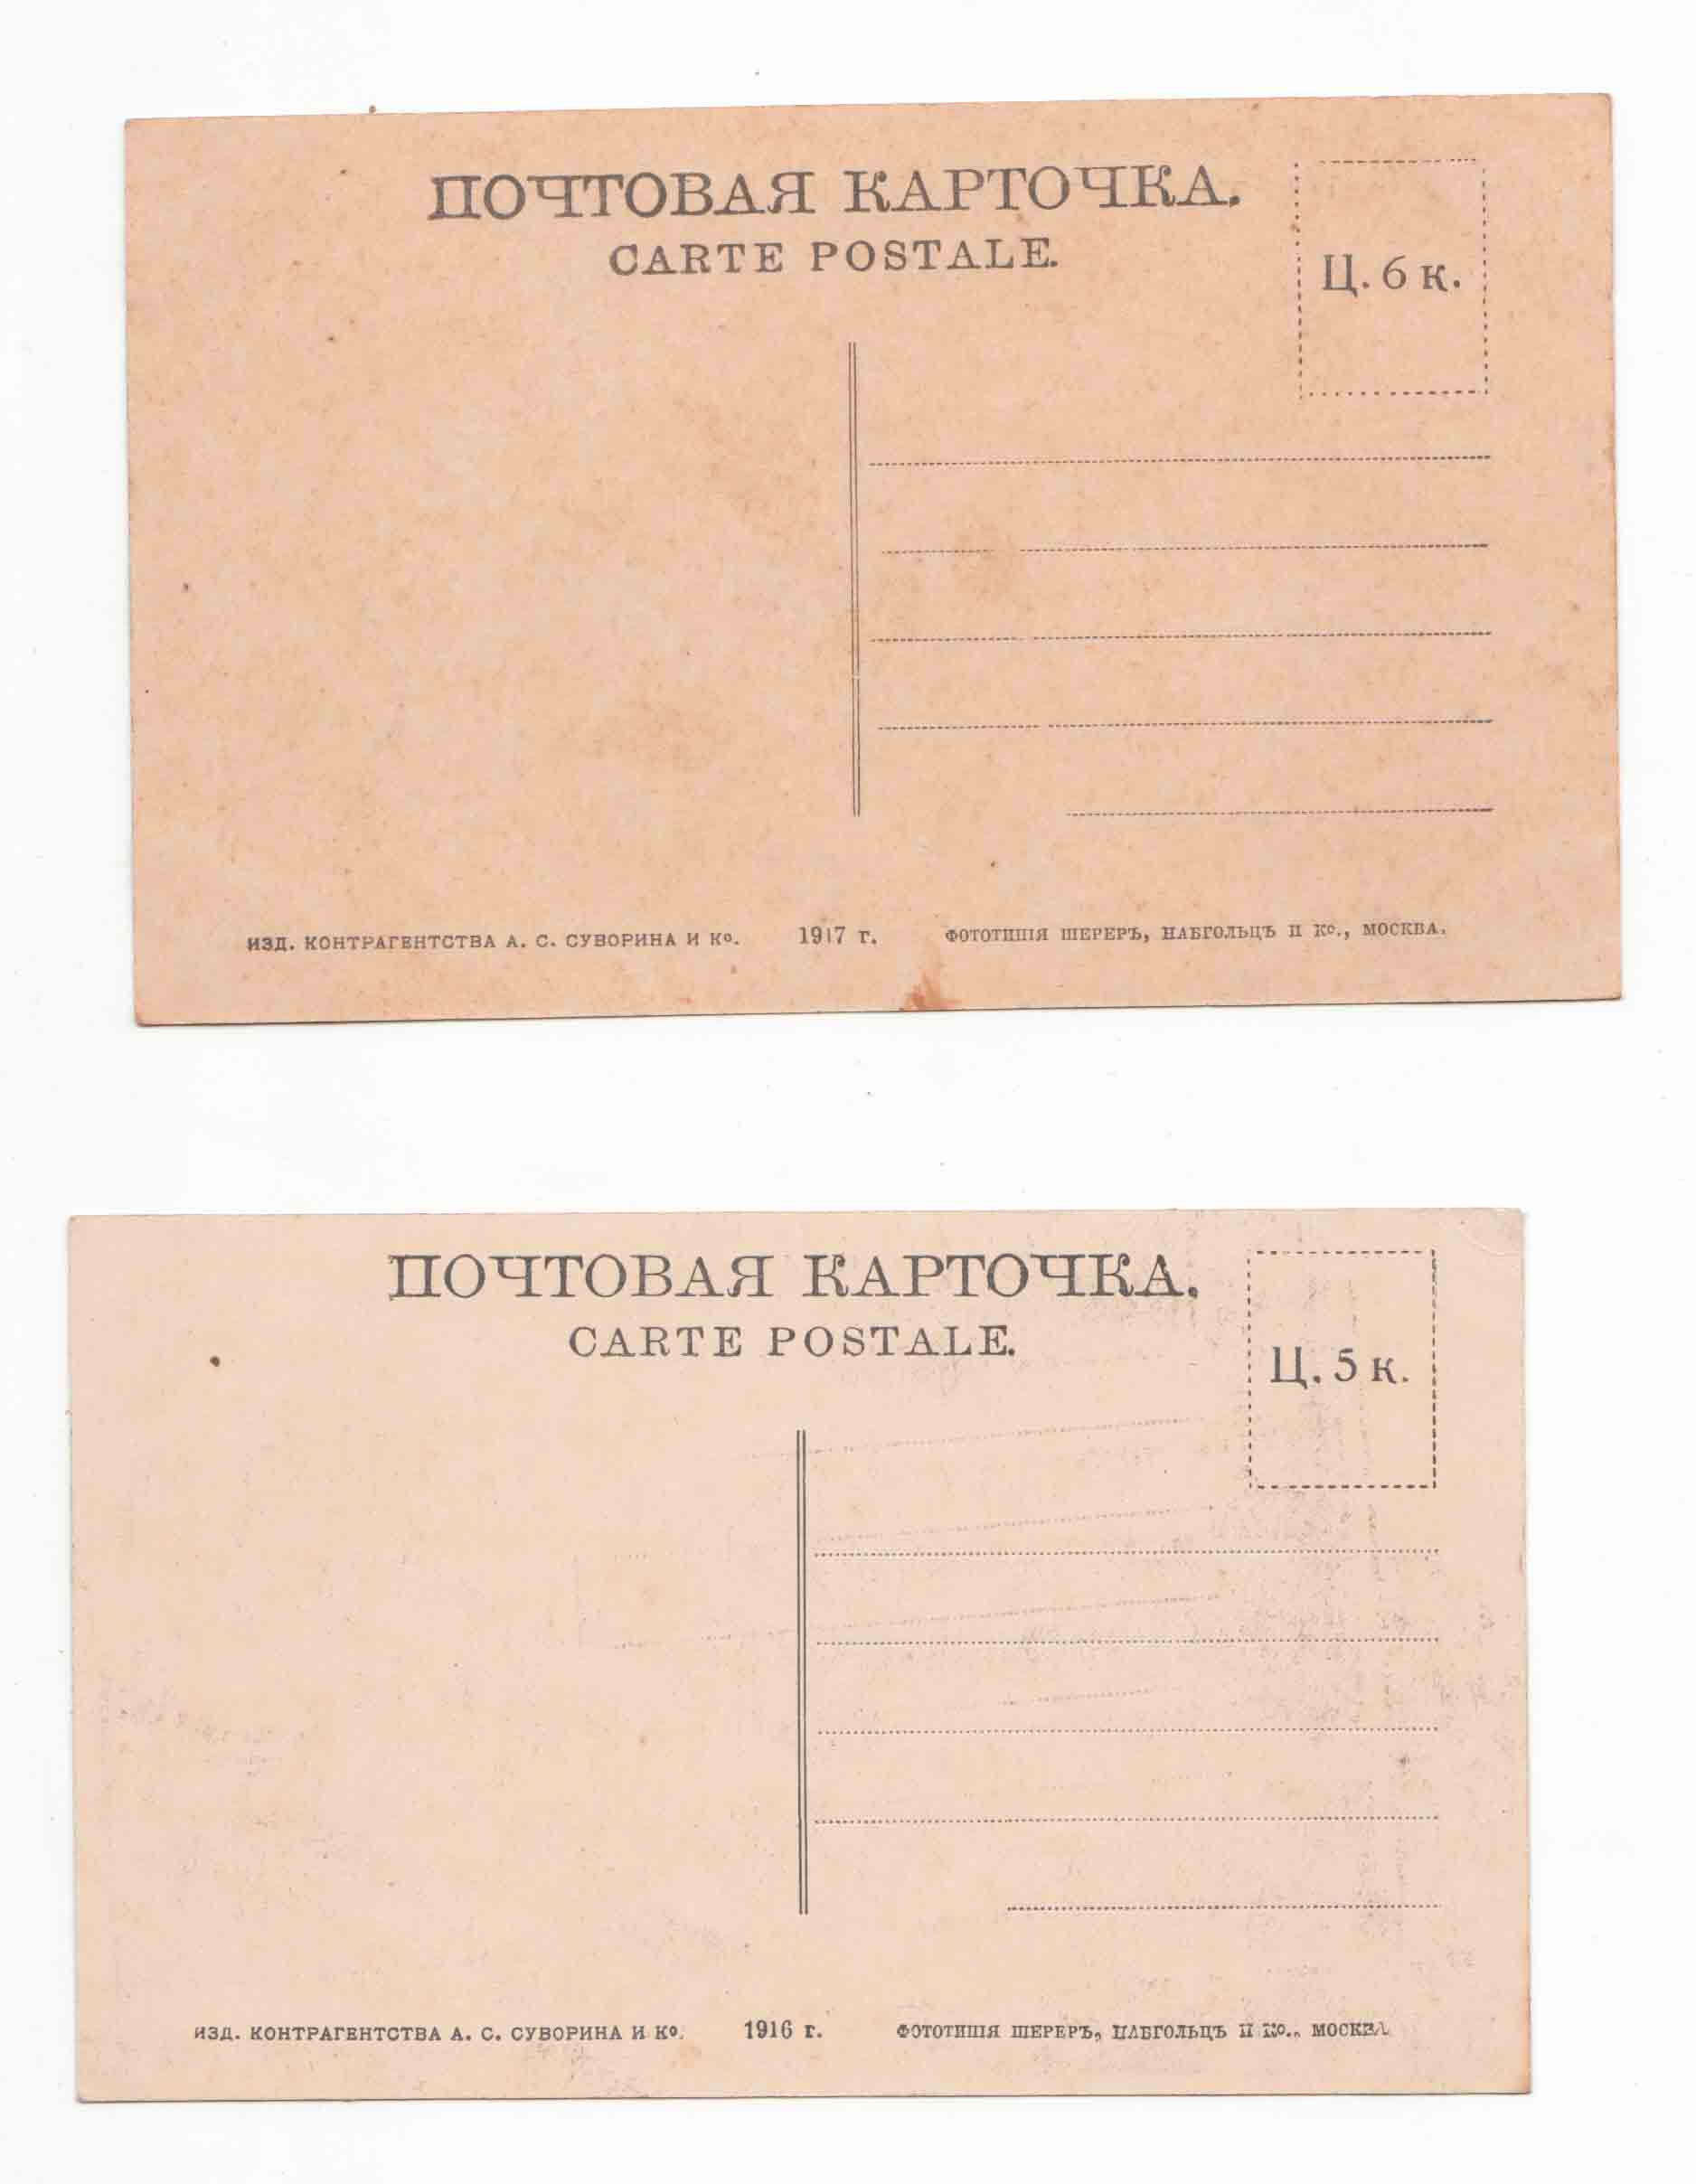 ПОЧТОВАЯ КАРТОЧКА.
CARTE POSTALE.
Ц. 6 к.
ИЗД. КОНТРАГЕНТСТВА А. С. СУВОРИНА И Ко. 1917 г. ФОТОТИПІЯ ШЕРЕРЪ, НАБГОЛЬЦЪ И Ко., МОСКВА.
ПОЧТОВАЯ КАРТОЧКА.
CARTE POSTALE.
Ц. 5 к.
ИЗД. КОНТРАГЕНТСТВА А. С. СУВОРИНА И Ко. 1916 г. ФОТОТИПІЯ ШЕРЕРЪ, НАБГОЛЬЦЪ И Ко., МОСКВА